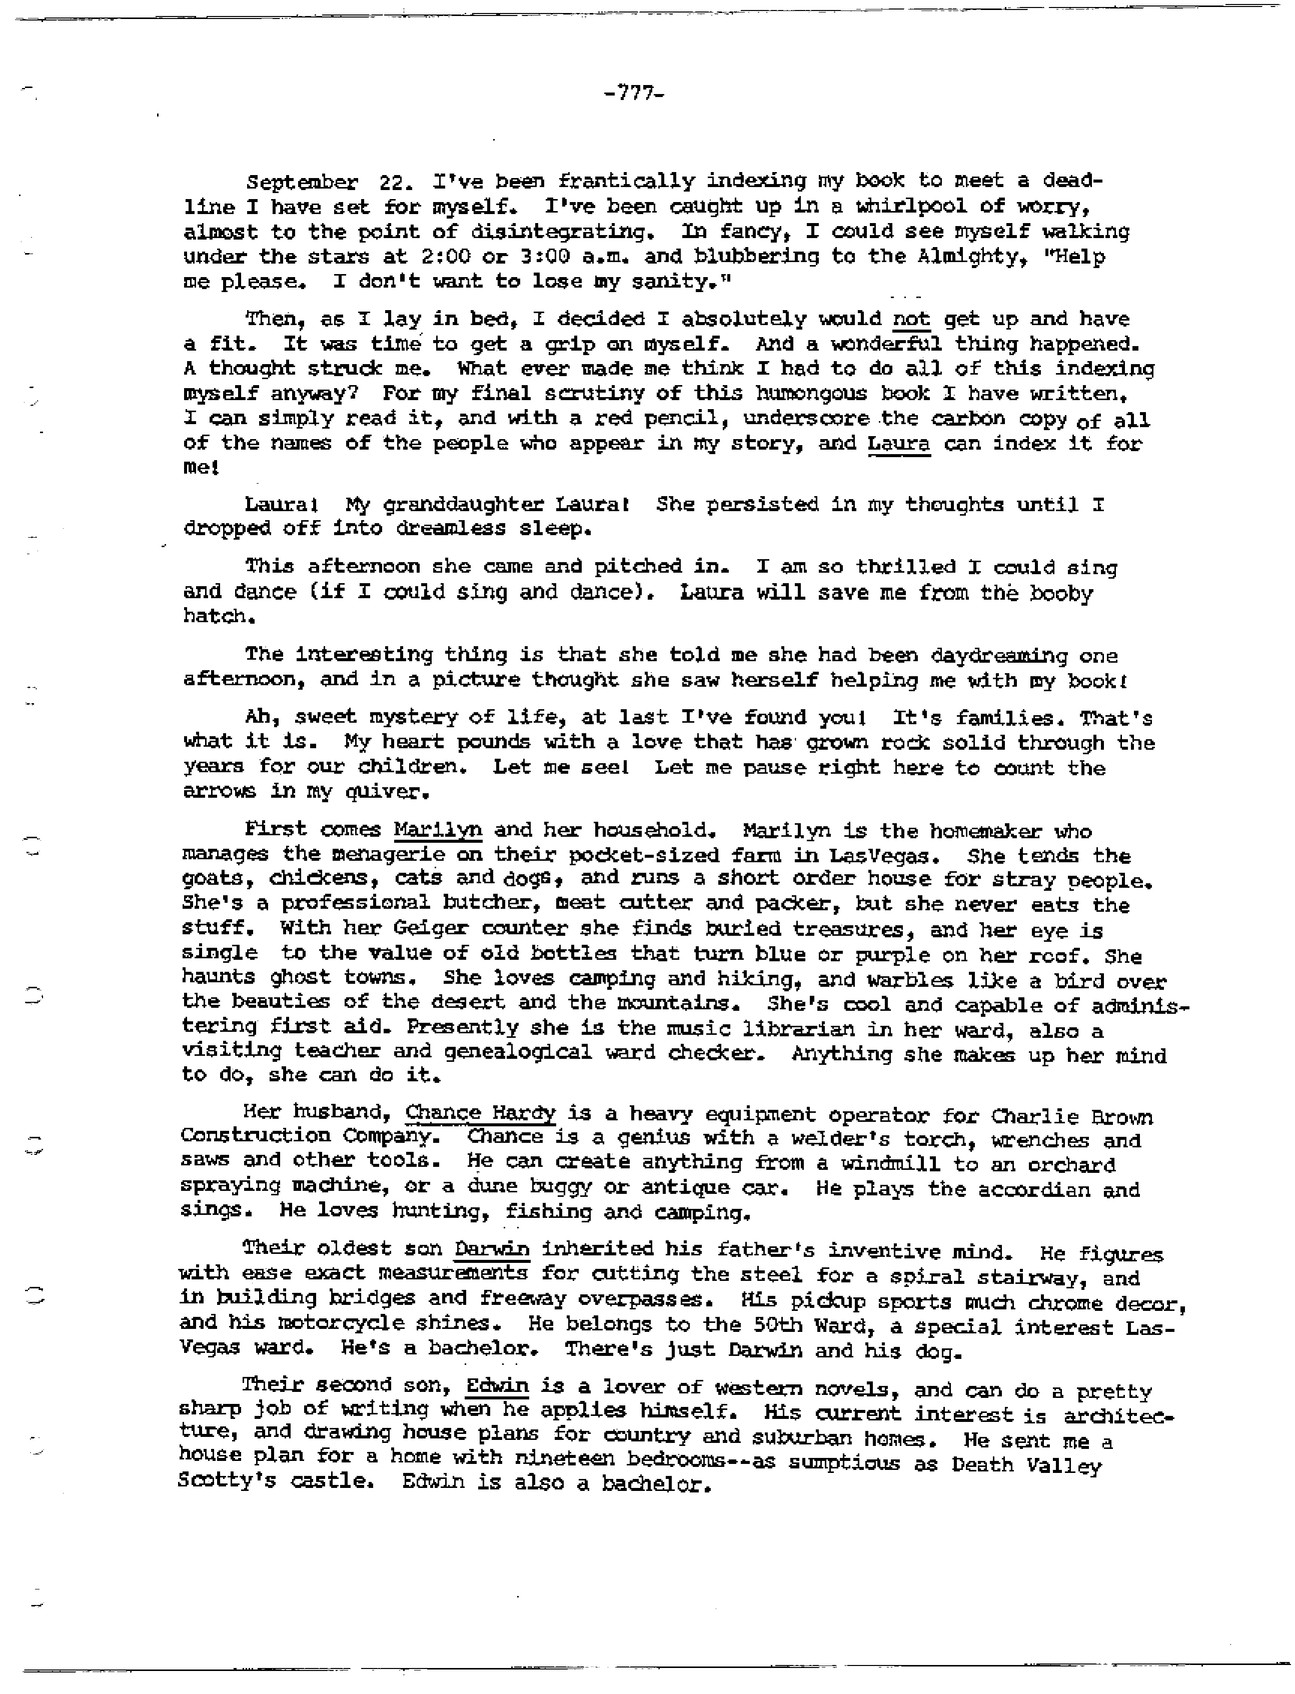 -777-
September 22. I've been frantically indexing my book to meet a dead-
line I have set for myself. I've been caught up in a whirlpool of worry,
almost to the point of disintegrating. In fancy, I could see myself walking
under the stars at 2:00 or 3:00 a.m. and blubbering to the Almighty, "Help
me please. I don't want to lose my sanity."
Then, as I lay in bed, I decided I absolutely would not get up and have
a fit. It was time to get a grip on myself. And a wonderful thing happened.
A thought struck me. What ever made me think I had to do all of this indexing
myself anyway? For my final scrutiny of this humongous book I have written,
I can simply read it, and with a red pencil, underscore the carbon copy of all
of the names of the people who appear in my story, and Laura can index it for
me!
Laura! My granddaughter Laura! She persisted in my thoughts until I
dropped off into dreamless sleep.
This afternoon she came and pitched in. I am so thrilled I could sing
and dance (if I could sing and dance). Laura will save me from the booby
hatch.
The interesting thing is that she told me she had been daydreaming one
afternoon, and in a picture thought she saw herself helping me with my book!
Ah, sweet mystery of life, at last I've found you! It's families. That's
what it is. My heart pounds with a love that has grown rock solid through the
years for our children. Let me see! Let me pause right here to count the
arrows in my quiver.
First comes Marilyn and her household. Marilyn is the homemaker who
manages the menagerie on their pocket-sized farm in LasVegas. She tends the
goats, chickens, cats and dogs, and runs a short order house for stray people.
She's a professional butcher, meat cutter and packer, but she never eats the
stuff. With her Geiger counter she finds buried treasures, and her eye is
single to the value of old bottles that turn blue or purple on her roof. She
haunts ghost towns. She loves camping and hiking, and warbles like a bird over
the beauties of the desert and the mountains. She's cool and capable of adminis-
tering first aid. Presently she is the music librarian in her ward, also a
visiting teacher and genealogical ward checker. Anything she makes up her mind
to do, she can do it.
Her husband, Chance Hardy is a heavy equipment operator for Charlie Brown
Construction Company. Chance is a genius with a welder's torch, wrenches and
saws and other tools. He can create anything from a windmill to an orchard
spraying machine, or a dune buggy or antique car. He plays the accordian and
sings. He loves hunting, fishing and camping.
Their oldest son Darwin inherited his father's inventive mind. He figures
with ease exact measurements for cutting the steel for a spiral stairway, and
in building bridges and freeway overpasses. His pickup sports much chrome decor,
and his motorcycle shines. He belongs to the 50th Ward, a special interest Las-
Vegas ward. He's a bachelor. There's just Darwin and his dog.
Their second son, Edwin is a lover of western novels, and can do a pretty
sharp job of writing when he applies himself. His current interest is architec-
ture, and drawing house plans for country and suburban homes. He sent me a
house plan for a home with nineteen bedrooms--as sumptious as Death Valley
Scotty's castle. Edwin is also a bachelor.